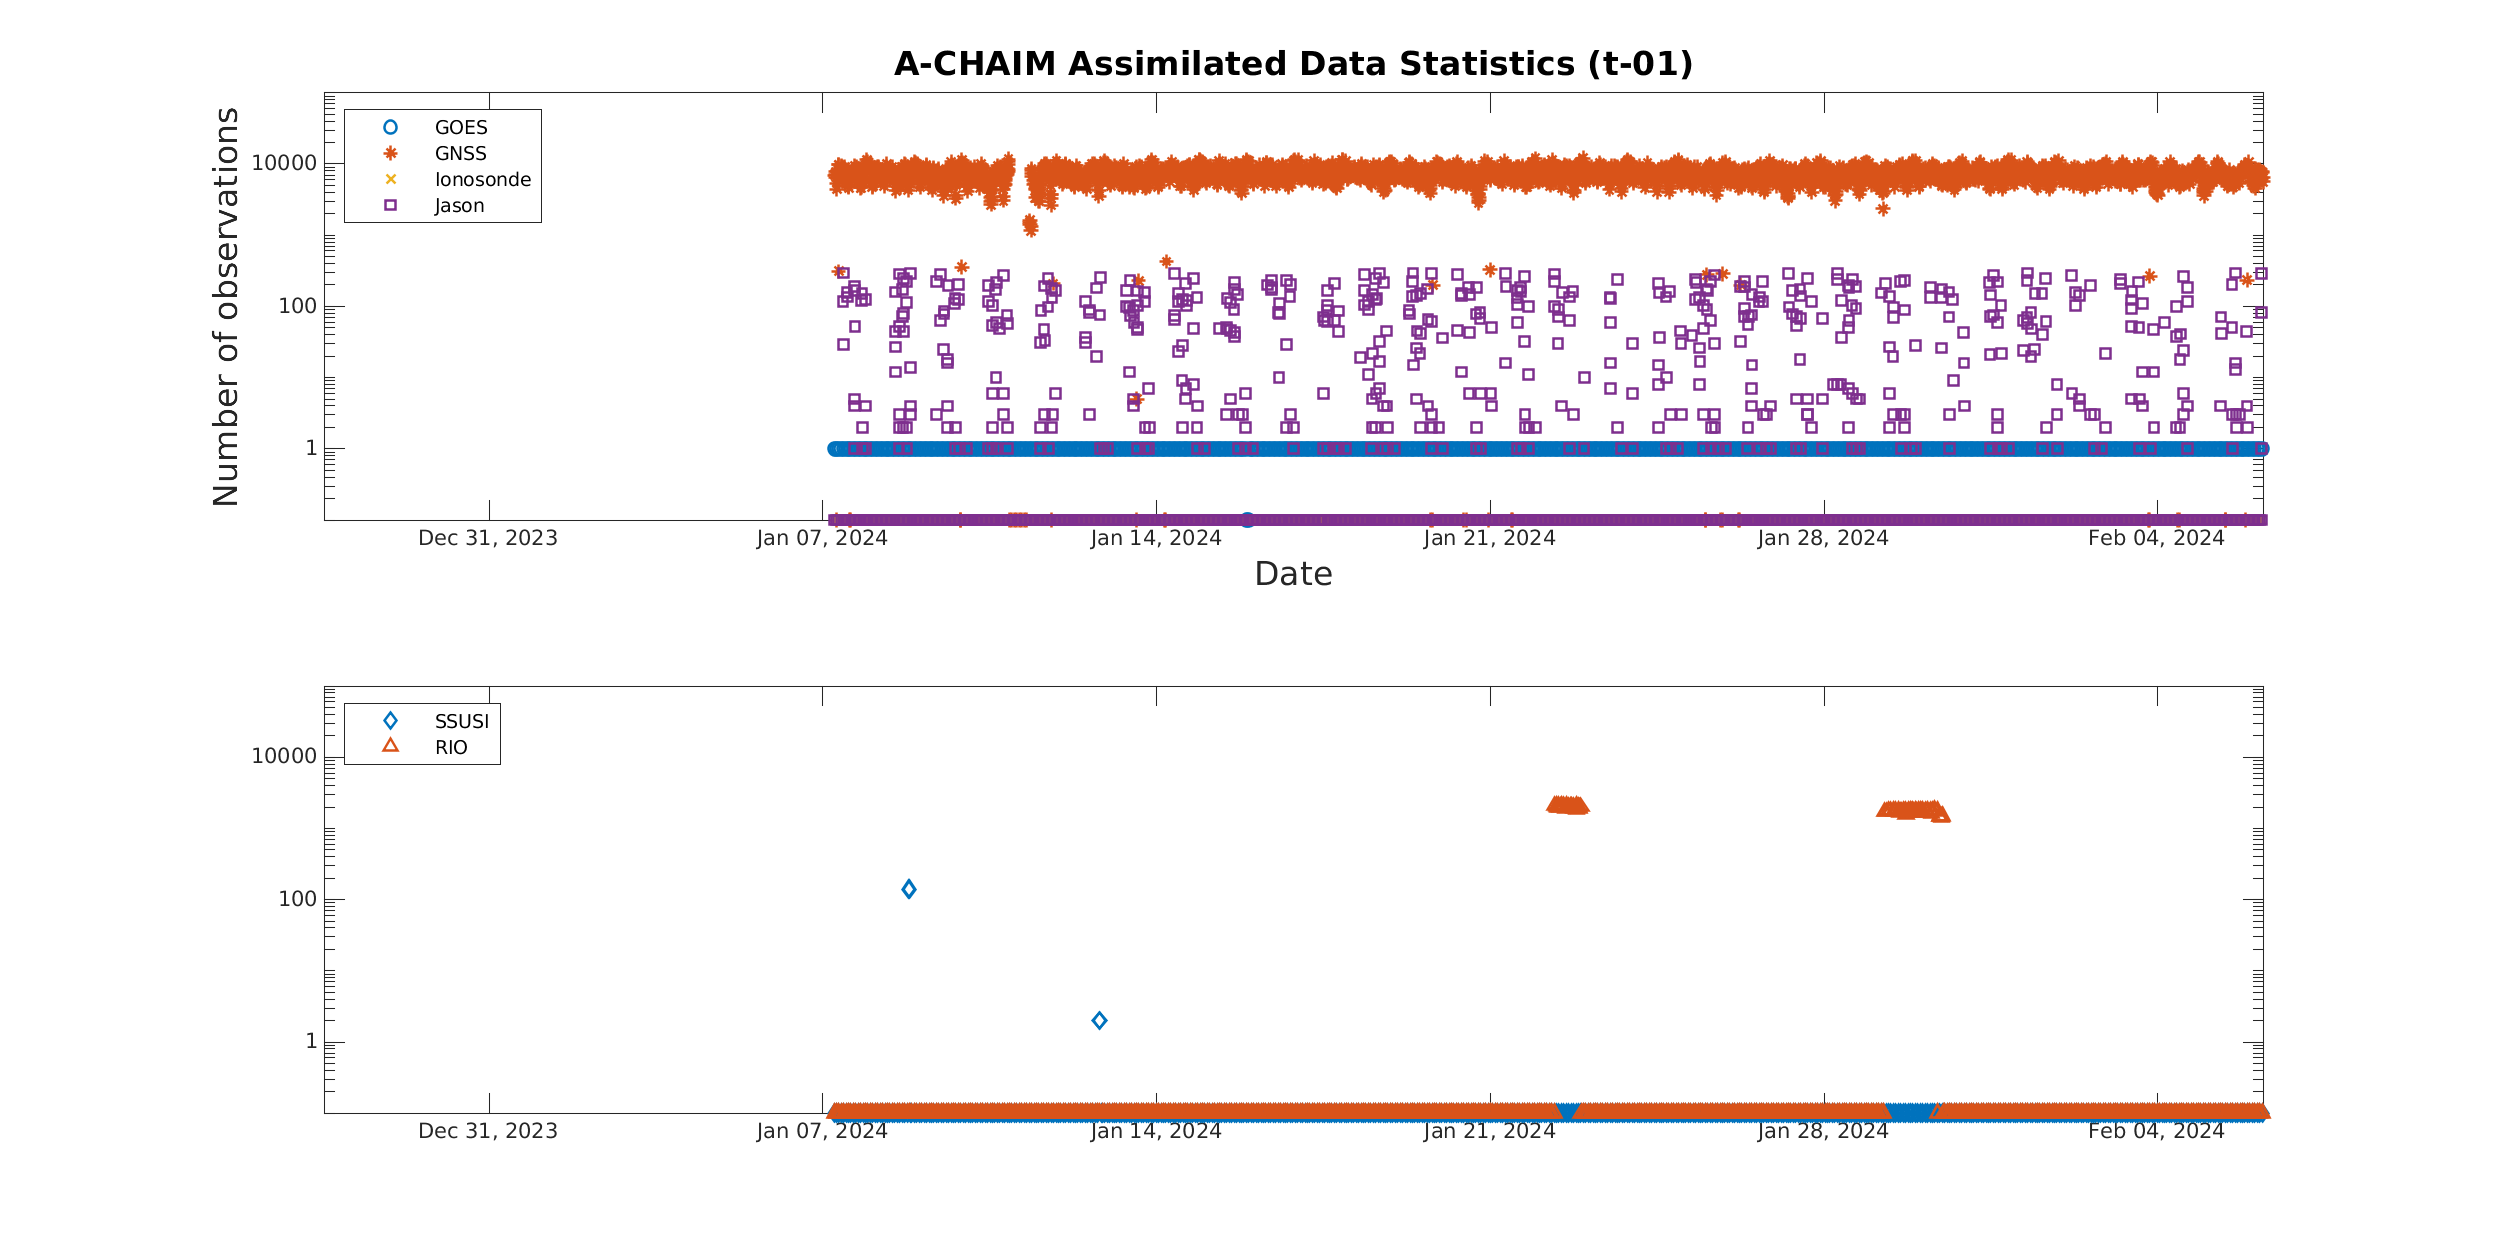 A-CHAIM Assimilated Data Statistics (t-01)
Number of observations
10000
100
1
GOES
GNSS
Ionosonde
Jason
Dec 31, 2023
Jan 07, 2024
Jan 14, 2024
Jan 21, 2024
Jan 28, 2024
Feb 04, 2024
Date
10000
100
1
SSUSI
RIO
Dec 31, 2023
Jan 07, 2024
Jan 14, 2024
Jan 21, 2024
Jan 28, 2024
Feb 04, 2024